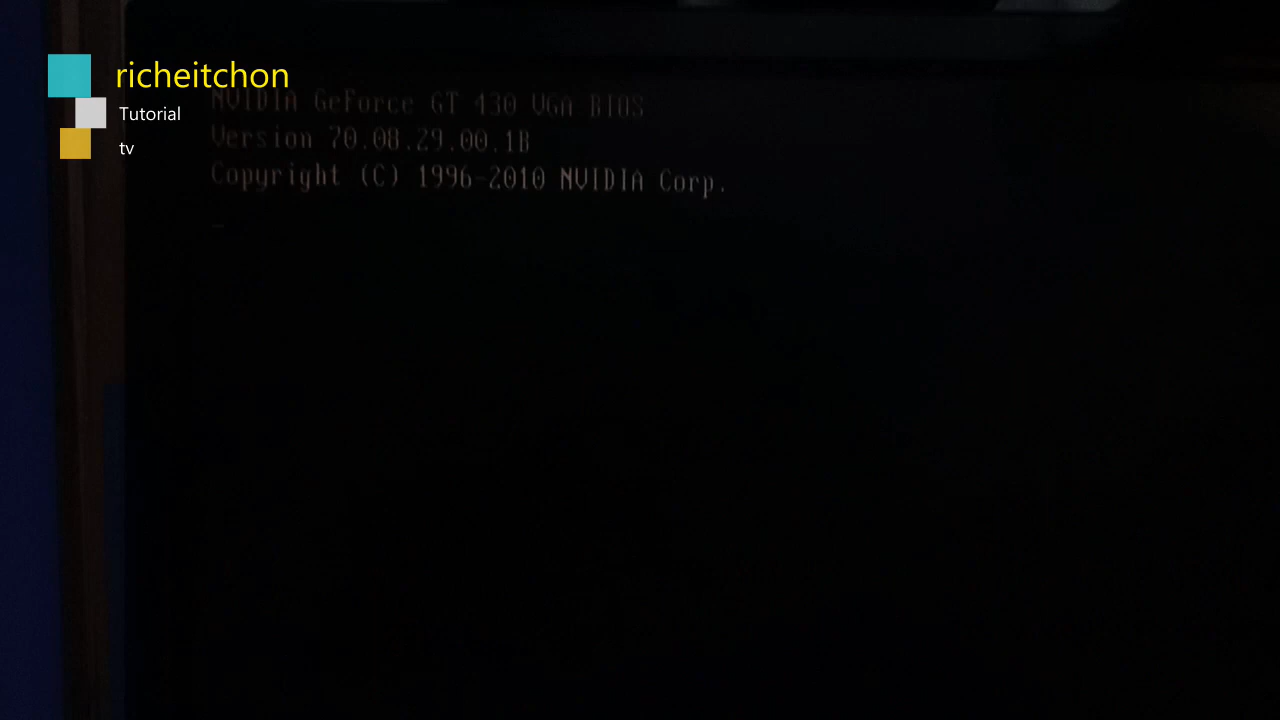 richeitchon
Tutorial
tv
NVIDIA GeForce GT 430 VGA BIOS
Version 70.08.29.00.1B
Copyright (C) 1996-2010 NVIDIA Corp.